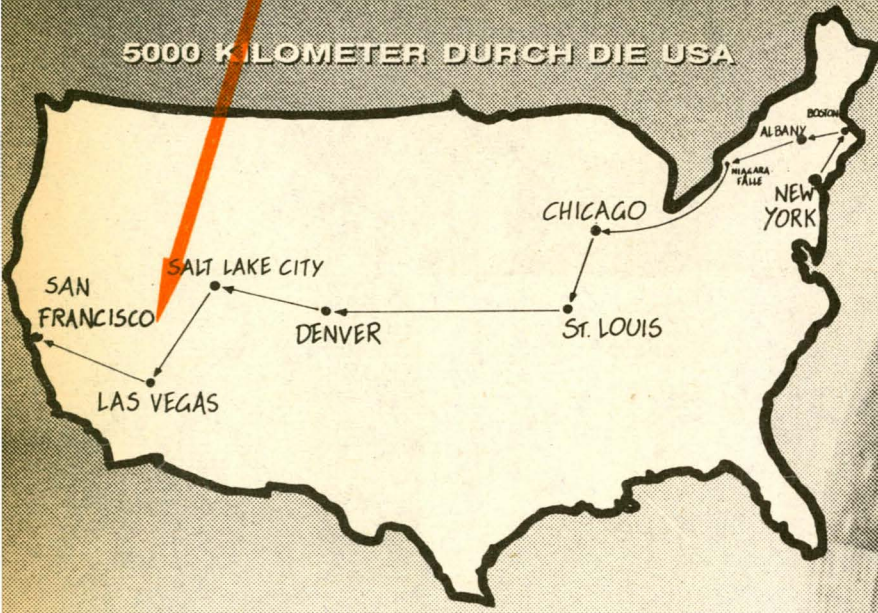 5000 KILOMETER DURCH DIE USA
BOSTON
ALBANY
NIAGARA
FÄLLE
NEW
YORK
CHICAGO
SALT LAKE CITY
SAN
FRANCISCO
DENVER
ST. LOUIS
LAS VEGAS